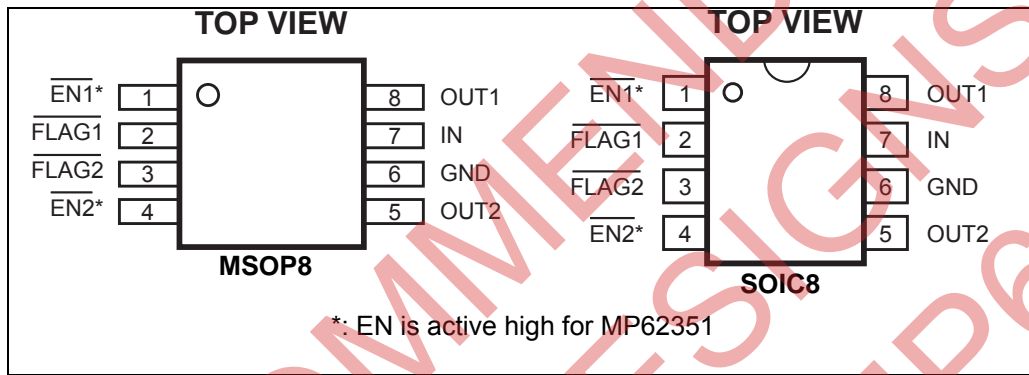 TOP VIEW
EN1* 1 8 OUT1
FLAG1 2 7 IN
FLAG2 3 6 GND
EN2* 4 5 OUT2
MSOP8
TOP VIEW
EN1* 1 8 OUT1
FLAG1 2 7 IN
FLAG2 3 6 GND
EN2* 4 5 OUT2
SOIC8
*: EN is active high for MP62351